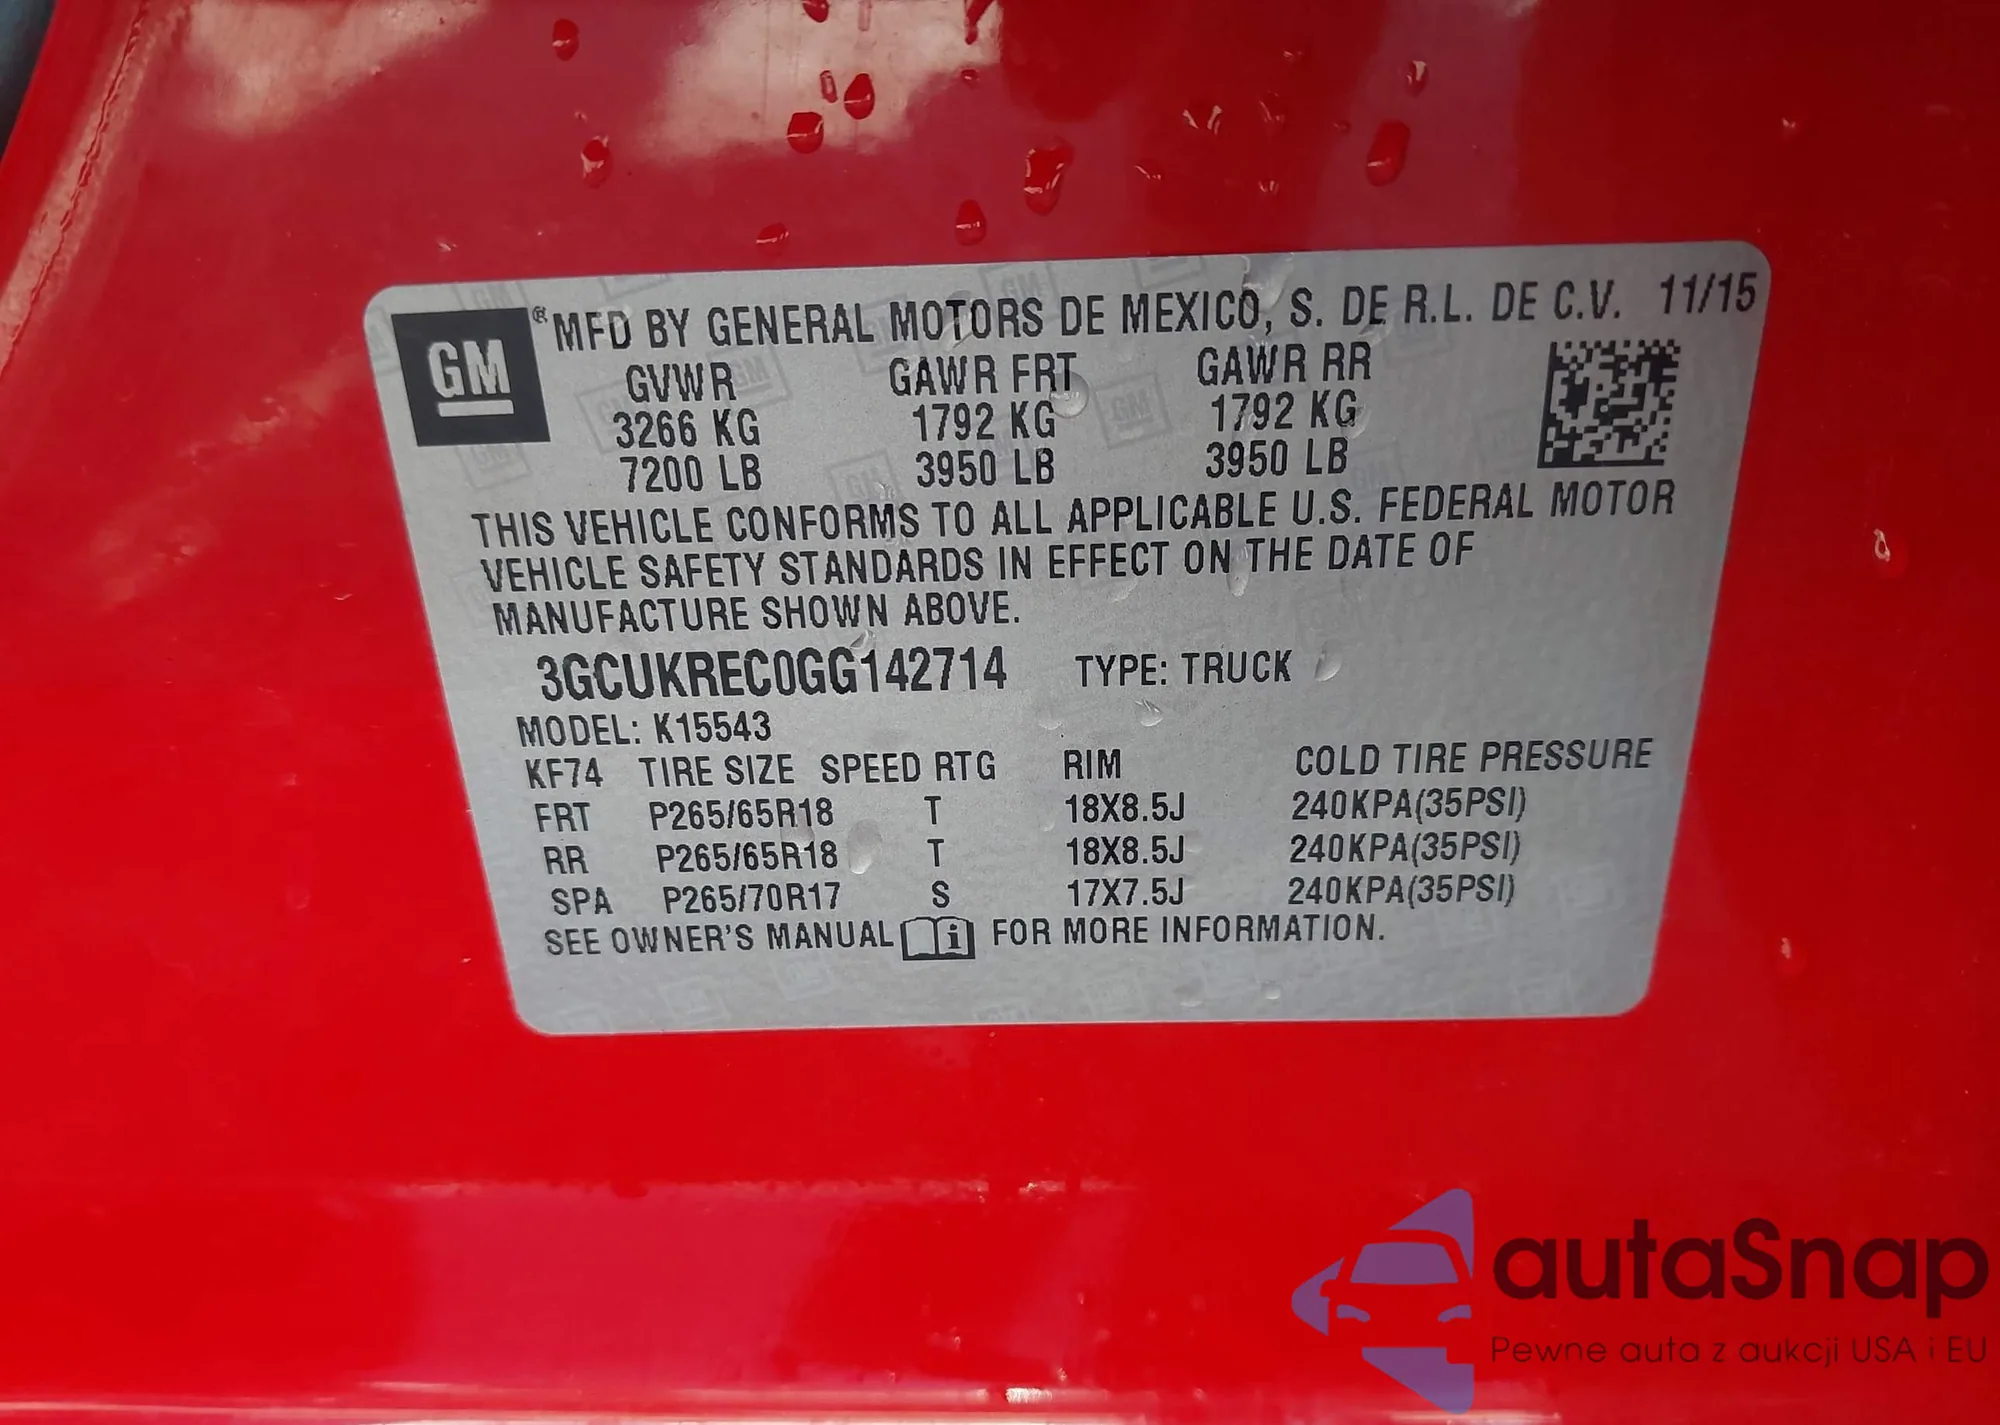 GM
® MFD BY GENERAL MOTORS DE MEXICO, S. DE R.L. DE C.V. 11/15
GVWR GAWR FRT GAWR RR
3266 KG 1792 KG 1792 KG
7200 LB 3950 LB 3950 LB
THIS VEHICLE CONFORMS TO ALL APPLICABLE U.S. FEDERAL MOTOR
VEHICLE SAFETY STANDARDS IN EFFECT ON THE DATE OF
MANUFACTURE SHOWN ABOVE.
3GCUKREC0GG142714 TYPE: TRUCK
MODEL: K15543
KF74 TIRE SIZE SPEED RTG RIM COLD TIRE PRESSURE
FRT P265/65R18 T 18X8.5J 240KPA(35PSI)
RR P265/65R18 T 18X8.5J 240KPA(35PSI)
SPA P265/70R17 S 17X7.5J 240KPA(35PSI)
SEE OWNER'S MANUAL i FOR MORE INFORMATION.
autaSnap
Pewne auta z aukcji USA i EU